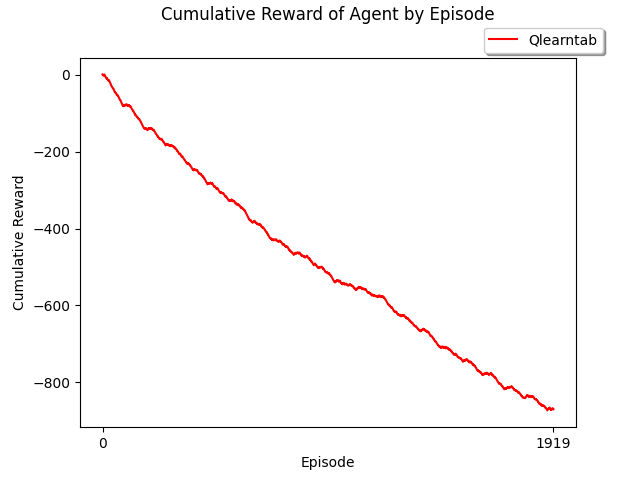 Cumulative Reward of Agent by Episode
Qlearntab
0
−200
−400
−600
−800
Cumulative Reward
0
1919
Episode